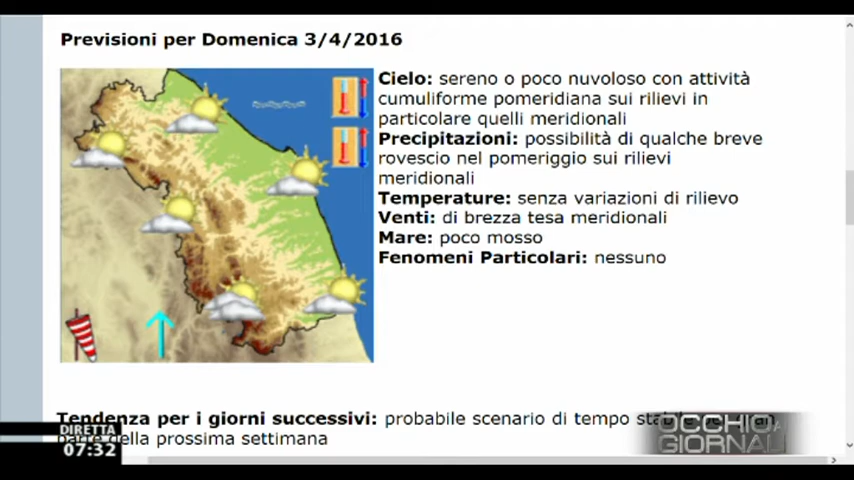 Previsioni per Domenica 3/4/2016
Cielo: sereno o poco nuvoloso con attività
cumuliforme pomeridiana sui rilievi in
particolare quelli meridionali
Precipitazioni: possibilità di qualche breve
rovescio nel pomeriggio sui rilievi
meridionali
Temperature: senza variazioni di rilievo
Venti: di brezza tesa meridionali
Mare: poco mosso
Fenomeni Particolari: nessuno
Tendenza per i giorni successivi: probabile scenario di tempo
della prossima settimana
DIRETTA
07:32
OCCHIO AI
GIORNALI